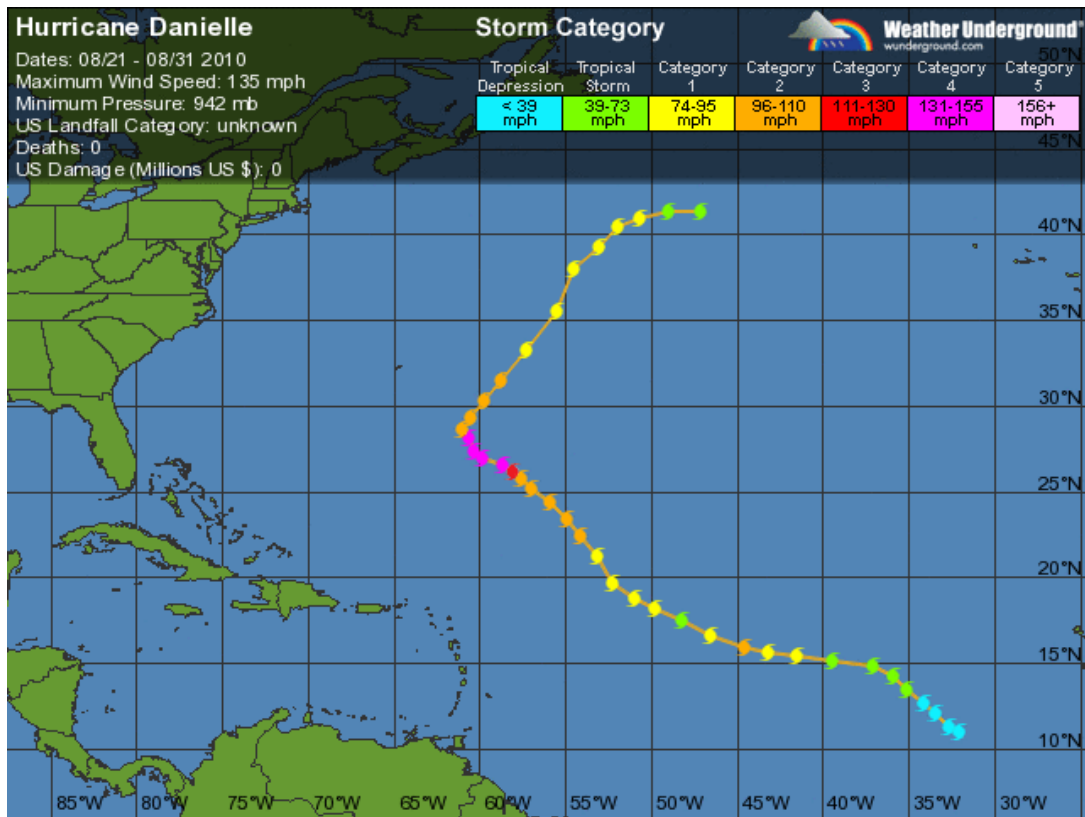 Hurricane Danielle
Dates: 08/21 - 08/31 2010
Maximum Wind Speed: 135 mph
Minimum Pressure: 942 mb
US Landfall Category: unknown
Deaths: 0
US Damage (Millions US $): 0
Storm Category
Weather Underground®
wunderground.com
Tropical Depression
Tropical Storm
Category 1
Category 2
Category 3
Category 4
Category 5
< 39 mph
39-73 mph
74-95 mph
96-110 mph
111-130 mph
131-155 mph
156+ mph
50°N
45°N
40°N
35°N
30°N
25°N
20°N
15°N
10°N
85°W
80°W
75°W
70°W
65°W
60°W
55°W
50°W
45°W
40°W
35°W
30°W